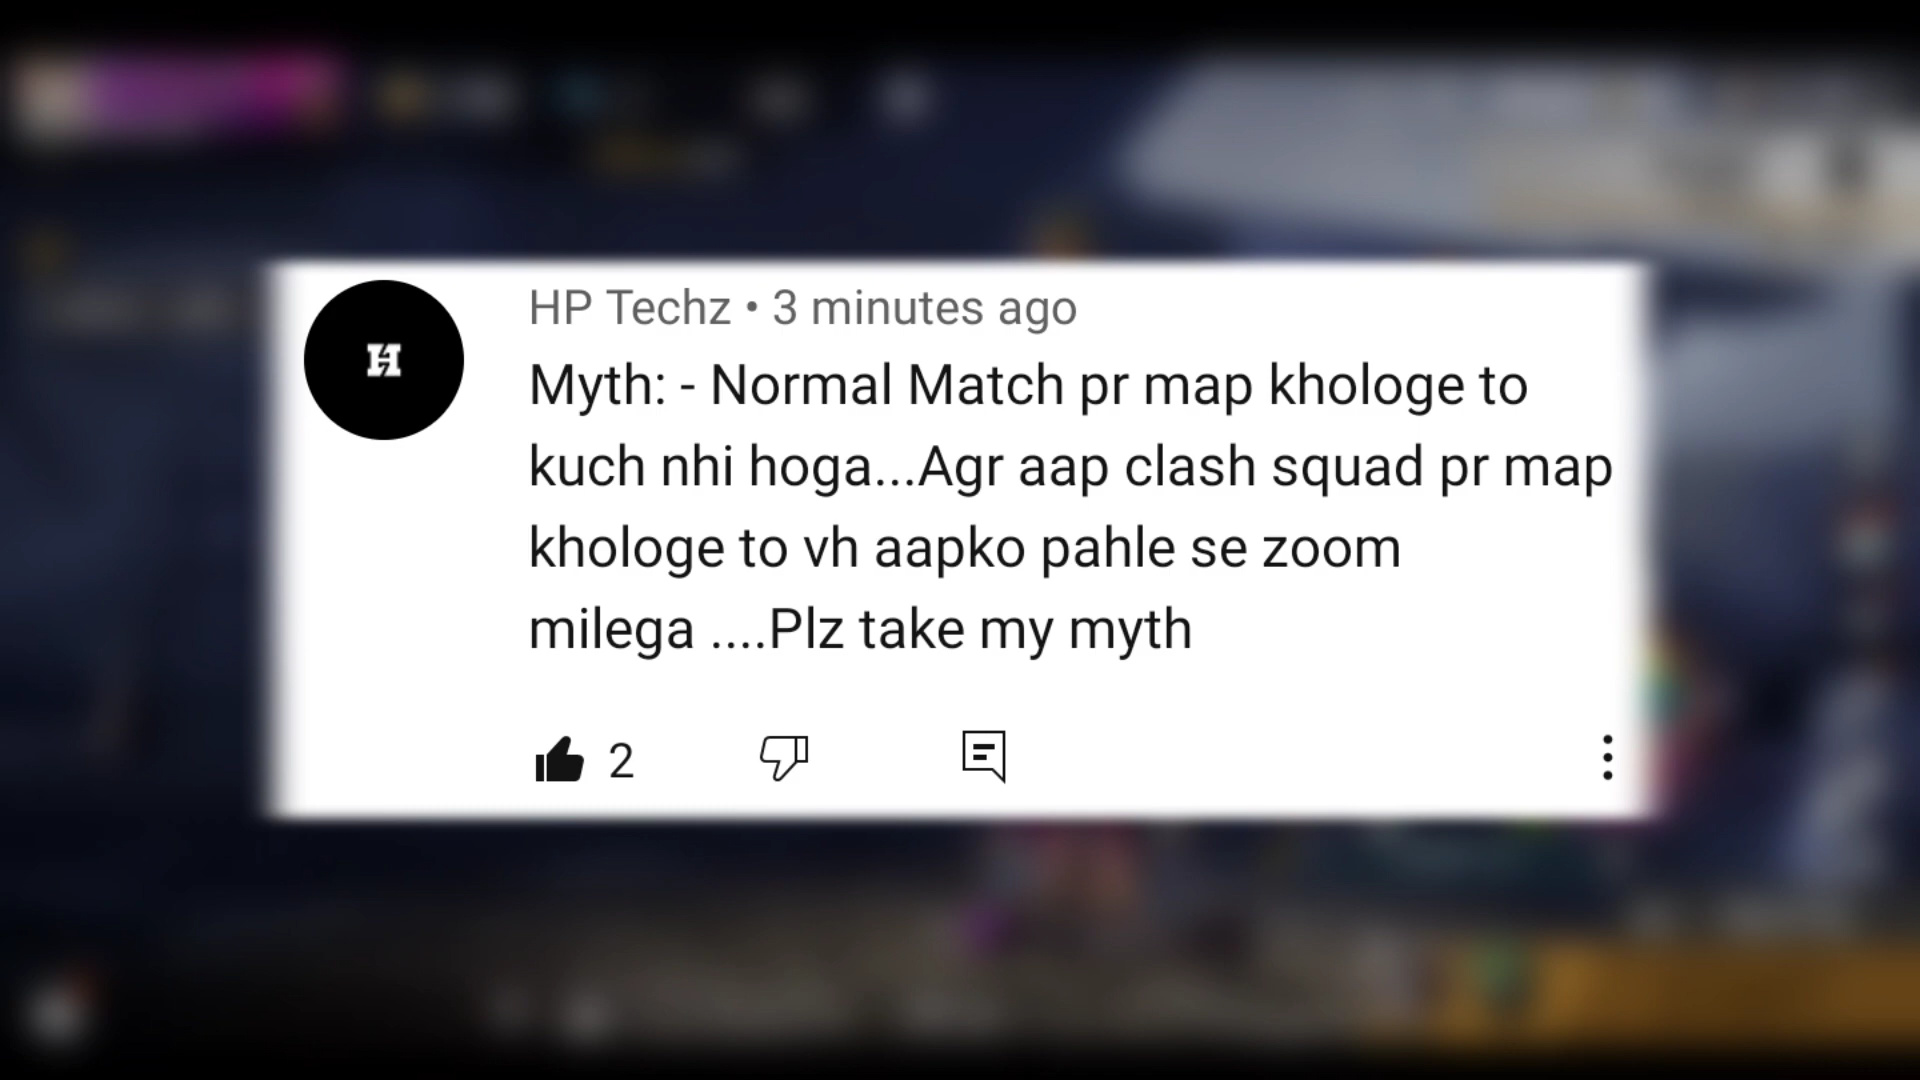 H
HP Techz • 3 minutes ago
Myth: - Normal Match pr map khologe to
kuch nhi hoga...Agr aap clash squad pr map
khologe to vh aapko pahle se zoom
milega ....Plz take my myth
2